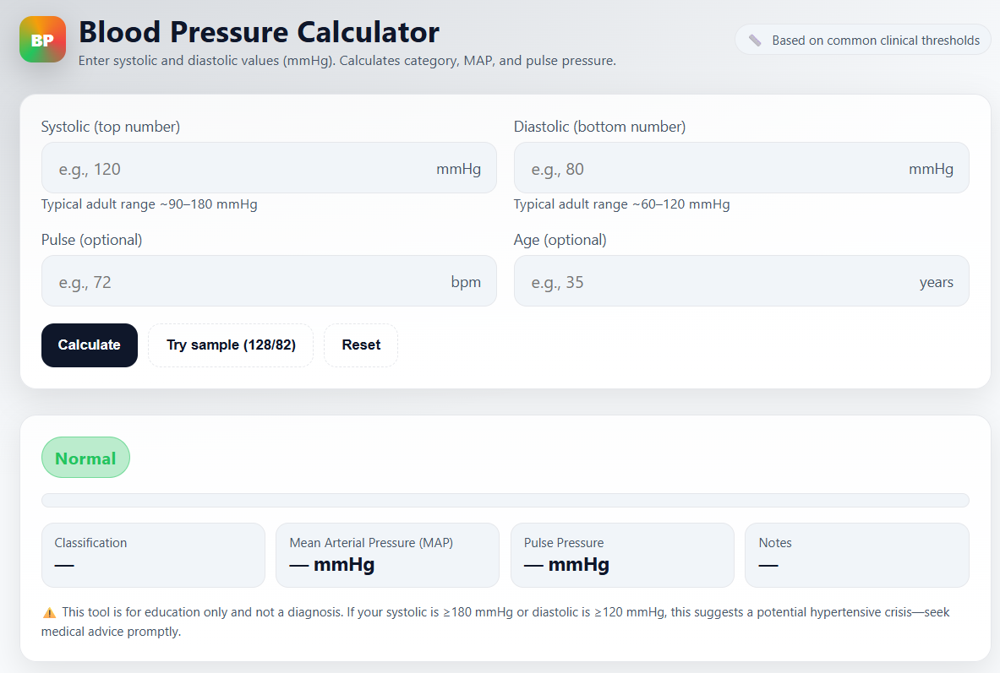 BP
Blood Pressure Calculator
Enter systolic and diastolic values (mmHg). Calculates category, MAP, and pulse pressure.
Based on common clinical thresholds
Systolic (top number)
Diastolic (bottom number)
e.g., 120 mmHg
e.g., 80 mmHg
Typical adult range ~90–180 mmHg
Typical adult range ~60–120 mmHg
Pulse (optional)
Age (optional)
e.g., 72 bpm
e.g., 35 years
Calculate
Try sample (128/82)
Reset
Normal
Classification
—
Mean Arterial Pressure (MAP)
— mmHg
Pulse Pressure
— mmHg
Notes
—
⚠️ This tool is for education only and not a diagnosis. If your systolic is ≥180 mmHg or diastolic is ≥120 mmHg, this suggests a potential hypertensive crisis—seek
medical advice promptly.